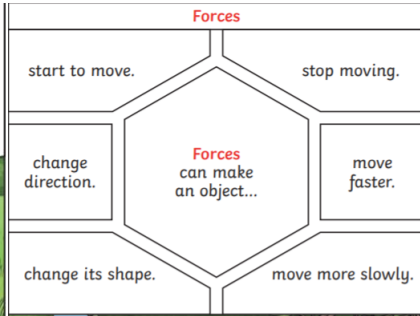 Forces
start to move.
stop moving.
change
direction.
Forces
can make
an object...
move
faster.
change its shape.
move more slowly.